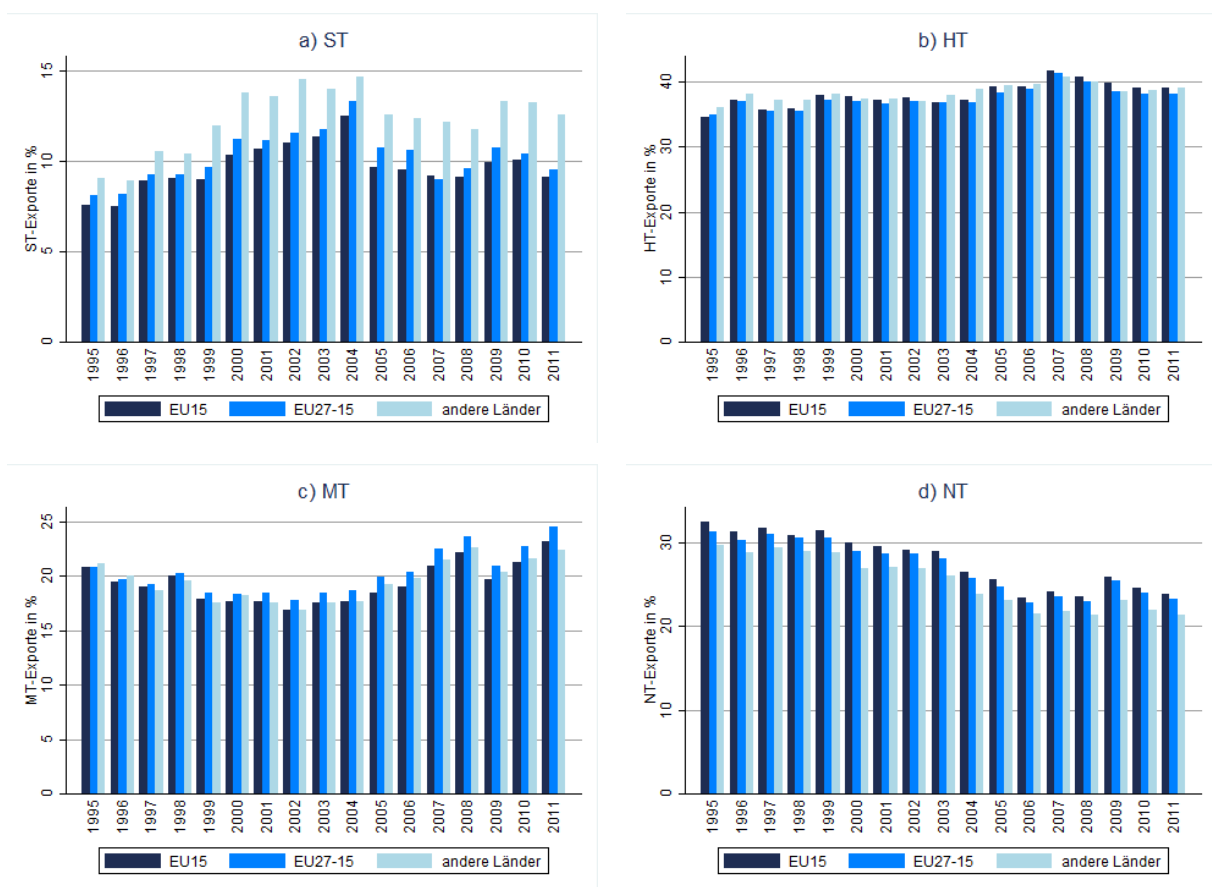 a) ST
ST-Exporte in %
15
10
5
0
1995 1996 1997 1998 1999 2000 2001 2002 2003 2004 2005 2006 2007 2008 2009 2010 2011
EU15 EU27-15 andere Länder
b) HT
HT-Exporte in %
40
30
20
10
0
1995 1996 1997 1998 1999 2000 2001 2002 2003 2004 2005 2006 2007 2008 2009 2010 2011
EU15 EU27-15 andere Länder
c) MT
MT-Exporte in %
25
20
15
10
5
0
1995 1996 1997 1998 1999 2000 2001 2002 2003 2004 2005 2006 2007 2008 2009 2010 2011
EU15 EU27-15 andere Länder
d) NT
NT-Exporte in %
30
20
10
0
1995 1996 1997 1998 1999 2000 2001 2002 2003 2004 2005 2006 2007 2008 2009 2010 2011
EU15 EU27-15 andere Länder